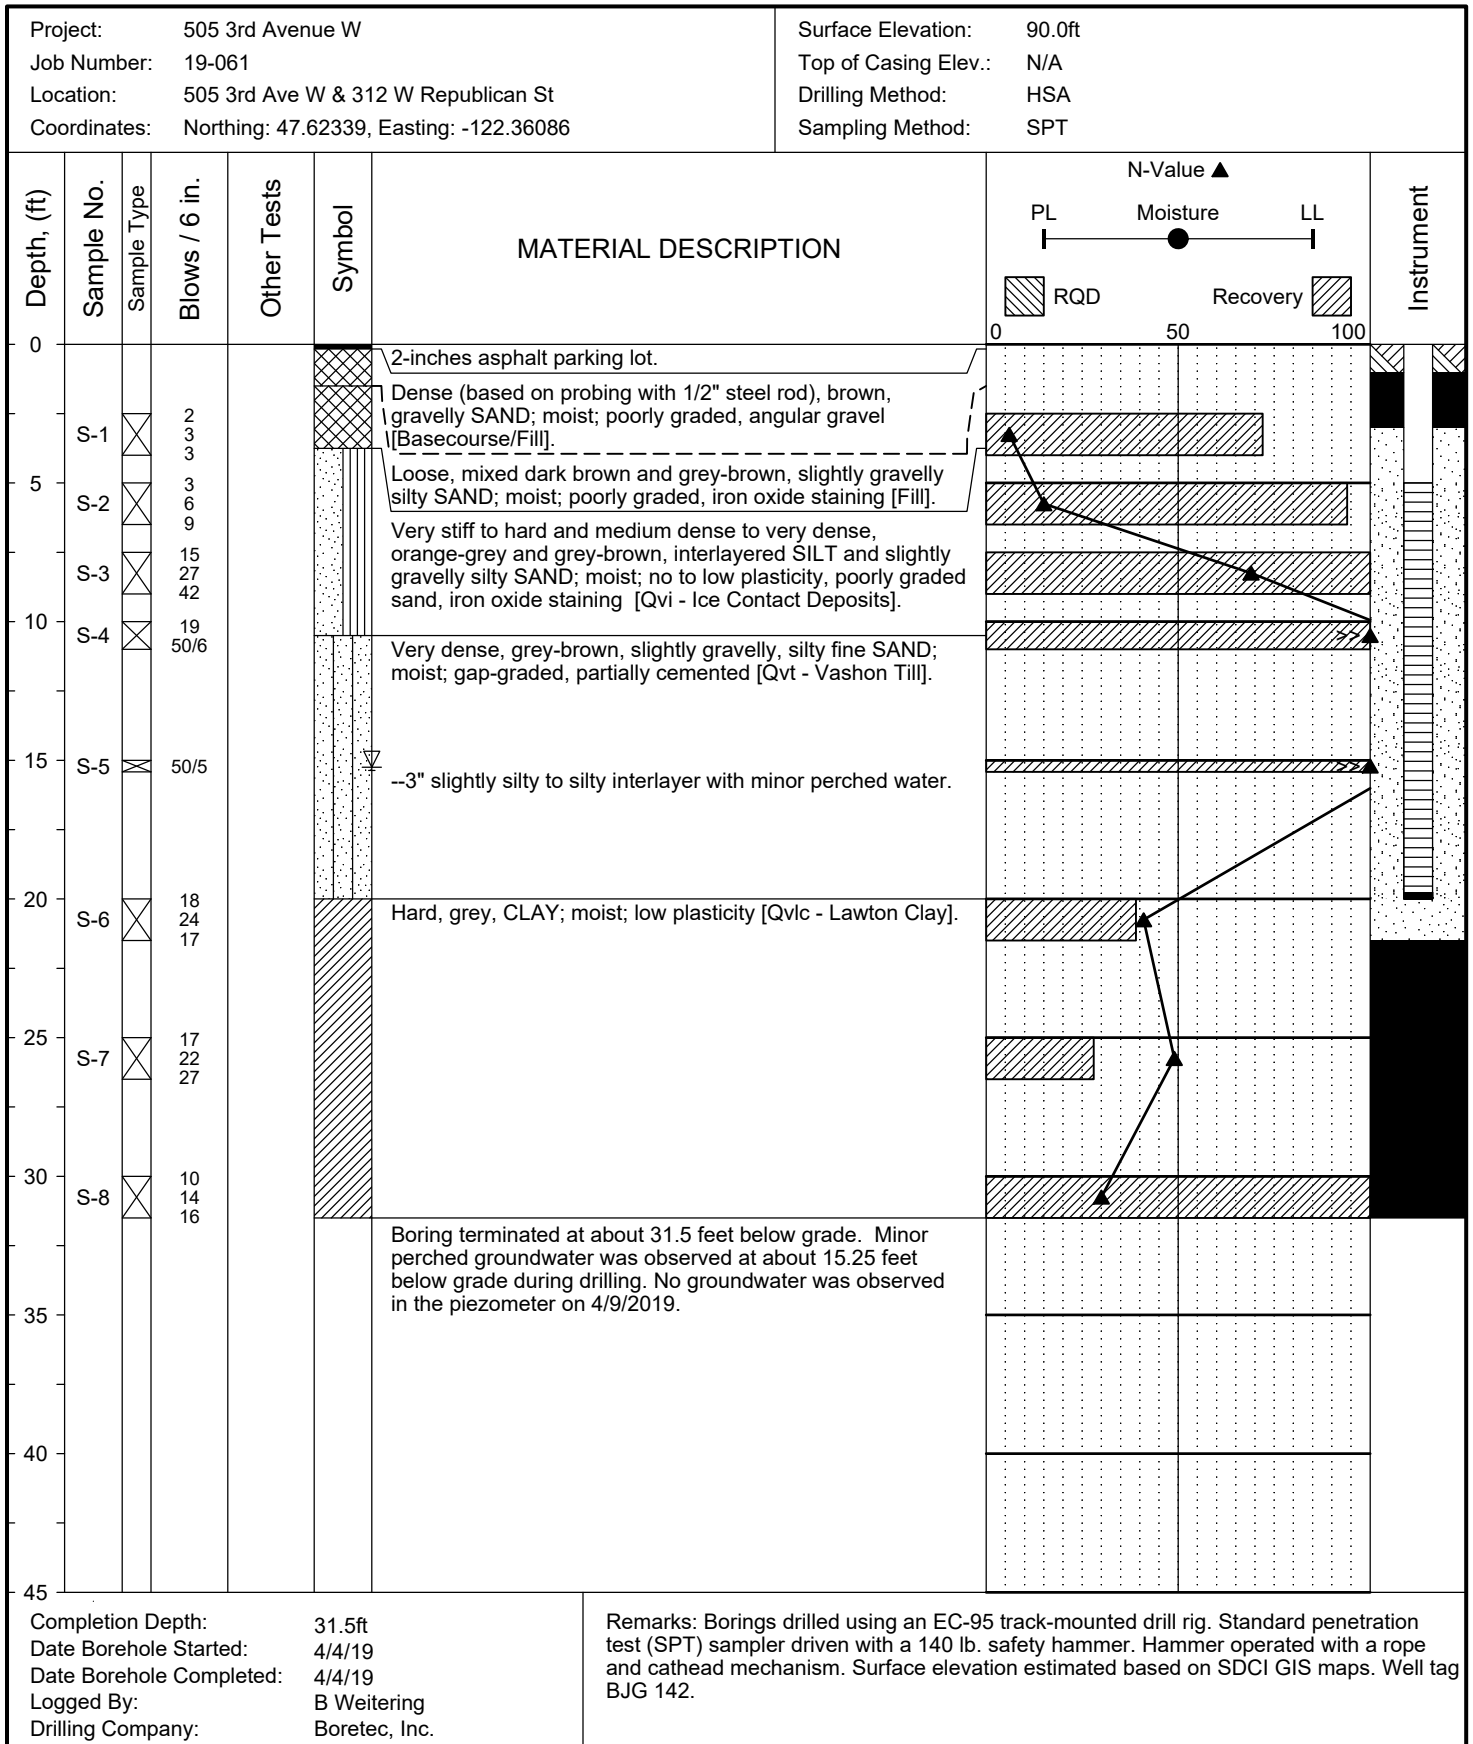 Project: 505 3rd Avenue W
Job Number: 19-061
Location: 505 3rd Ave W & 312 W Republican St
Coordinates: Northing: 47.62339, Easting: -122.36086
Surface Elevation: 90.0ft
Top of Casing Elev.: N/A
Drilling Method: HSA
Sampling Method: SPT
Depth, (ft)
Sample No.
Sample Type
Blows / 6 in.
Other Tests
Symbol
MATERIAL DESCRIPTION
N-Value ▲
PL Moisture LL
RQD Recovery
0 50 100
Instrument
0
2-inches asphalt parking lot.
Dense (based on probing with 1/2" steel rod), brown,
gravelly SAND; moist; poorly graded, angular gravel
[Basecourse/Fill].
S-1
2
3
3
Loose, mixed dark brown and grey-brown, slightly gravelly
silty SAND; moist; poorly graded, iron oxide staining [Fill].
5
S-2
3
6
9
Very stiff to hard and medium dense to very dense,
orange-grey and grey-brown, interlayered SILT and slightly
gravelly silty SAND; moist; no to low plasticity, poorly graded
sand, iron oxide staining [Qvi - Ice Contact Deposits].
S-3
15
27
42
10
S-4
19
50/6
>>
Very dense, grey-brown, slightly gravelly, silty fine SAND;
moist; gap-graded, partially cemented [Qvt - Vashon Till].
15
S-5
50/5
>>
--3" slightly silty to silty interlayer with minor perched water.
20
S-6
18
24
17
Hard, grey, CLAY; moist; low plasticity [Qvlc - Lawton Clay].
25
S-7
17
22
27
30
S-8
10
14
16
Boring terminated at about 31.5 feet below grade. Minor
perched groundwater was observed at about 15.25 feet
below grade during drilling. No groundwater was observed
in the piezometer on 4/9/2019.
35
40
45
Completion Depth: 31.5ft
Date Borehole Started: 4/4/19
Date Borehole Completed: 4/4/19
Logged By: B Weitering
Drilling Company: Boretec, Inc.
Remarks: Borings drilled using an EC-95 track-mounted drill rig. Standard penetration
test (SPT) sampler driven with a 140 lb. safety hammer. Hammer operated with a rope
and cathead mechanism. Surface elevation estimated based on SDCI GIS maps. Well tag
BJG 142.